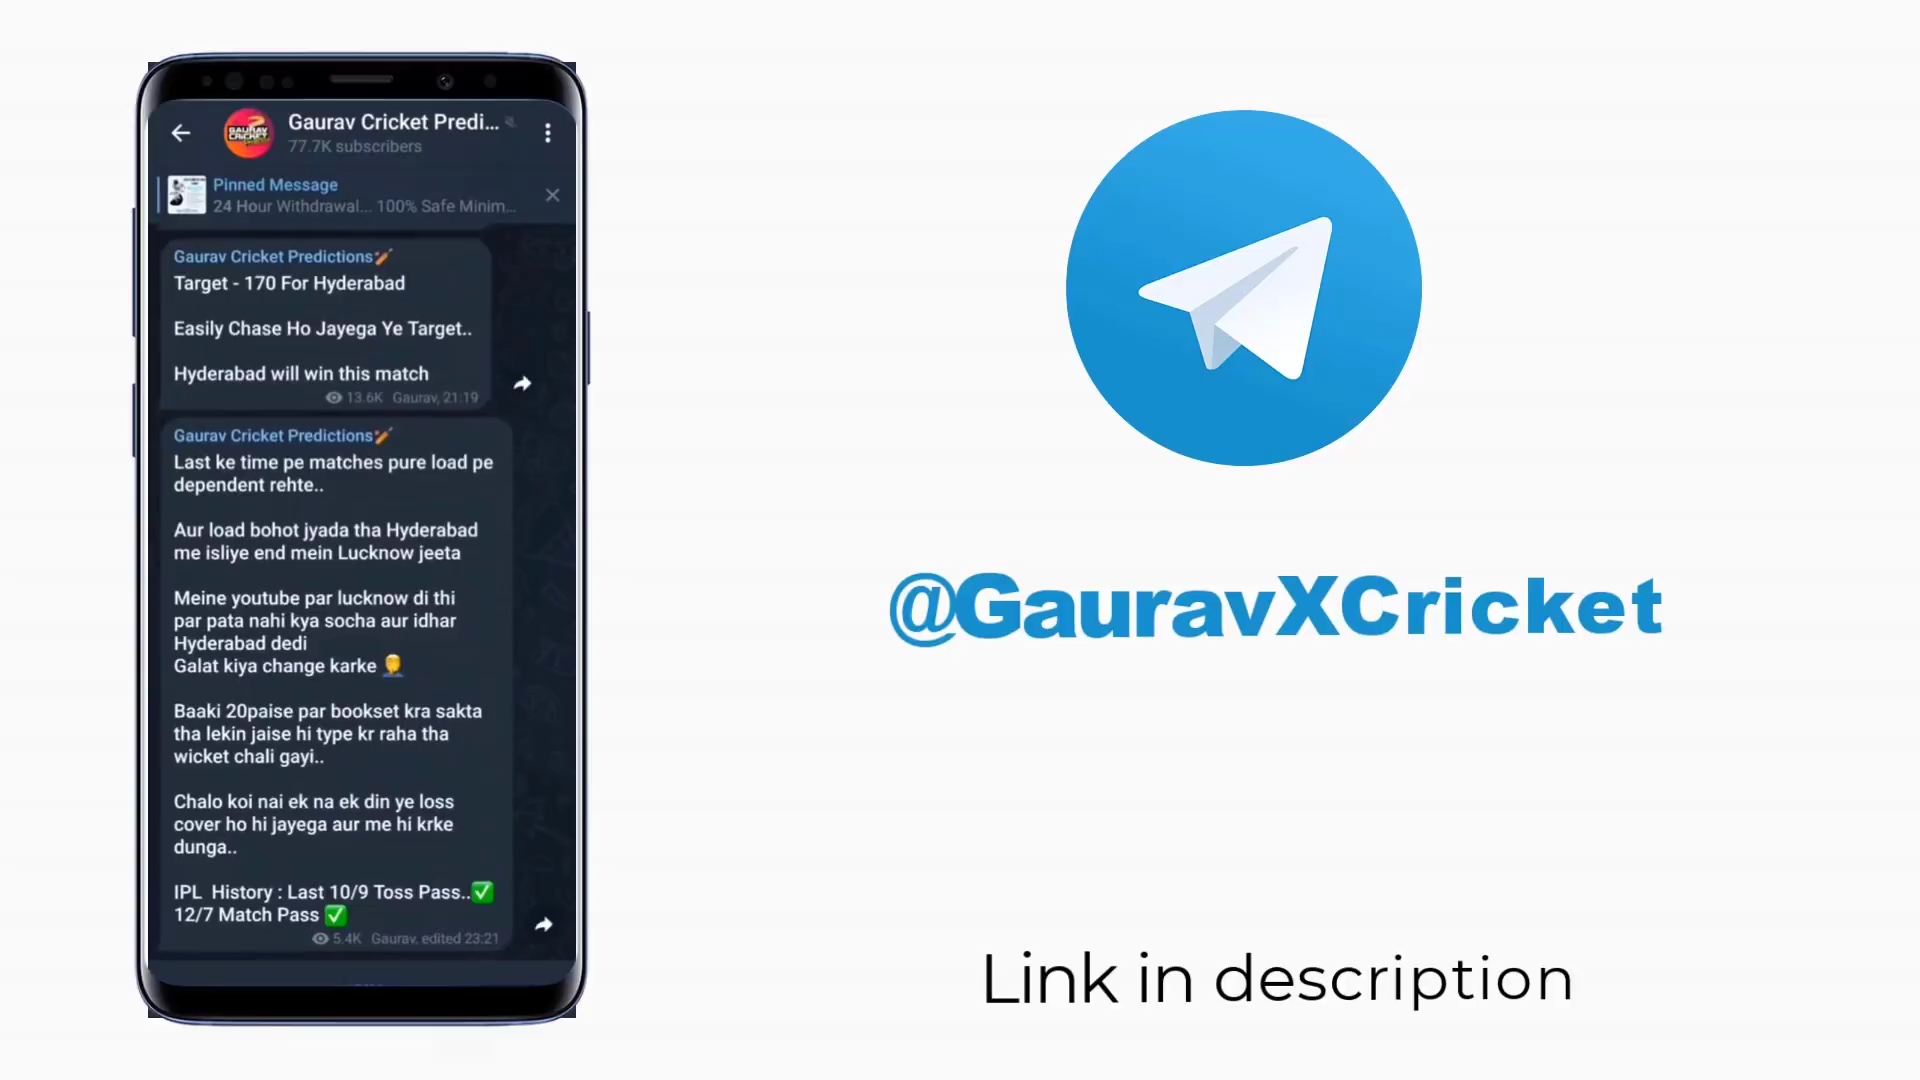 Gaurav Cricket Predi...
77.7K subscribers
Pinned Message
24 Hour Withdrawal... 100% Safe Minim...
Gaurav Cricket Predictions🏏
Target - 170 For Hyderabad
Easily Chase Ho Jayega Ye Target..
Hyderabad will win this match
13.6K Gaurav, 21:19
Gaurav Cricket Predictions🏏
Last ke time pe matches pure load pe
dependent rehte..
Aur load bohot jyada tha Hyderabad
me isliye end mein Lucknow jeeta
Meine youtube par lucknow di thi
par pata nahi kya socha aur idhar
Hyderabad dedi
Galat kiya change karke 🤦‍♂️
Baaki 20paise par bookset kra sakta
tha lekin jaise hi type kr raha tha
wicket chali gayi..
Chalo koi nai ek na ek din ye loss
cover ho hi jayega aur me hi krke
dunga..
IPL History : Last 10/9 Toss Pass..✅
12/7 Match Pass ✅
5.4K Gaurav, edited 23:21
GAURAV
CRICKET
@GauravXCricket
Link in description